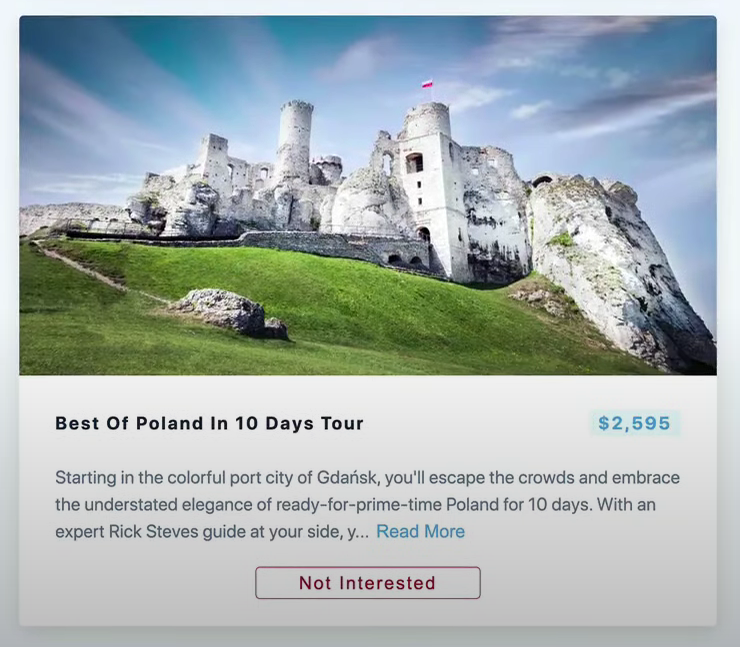 Best Of Poland In 10 Days Tour
$2,595
Starting in the colorful port city of Gdańsk, you'll escape the crowds and embrace
the understated elegance of ready-for-prime-time Poland for 10 days. With an
expert Rick Steves guide at your side, y... Read More
Not Interested